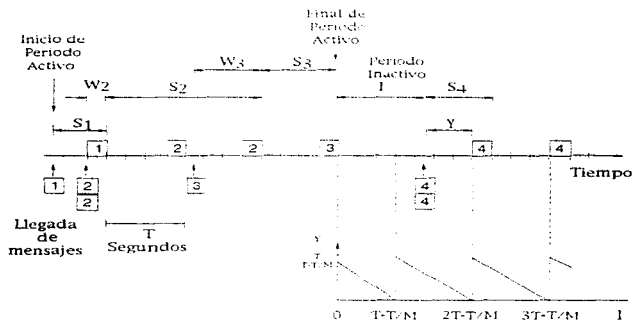 Final de
Periodo
Activo
Inicio de
Periodo
Activo
Periodo
Inactivo
W2
S2
W3
S3
I
S4
S1
Y
1
2
2
3
4
4
Tiempo
1
2
2
3
4
4
Llegada
de
mensajes
T
Segundos
Y
T
T-T/M
0
T-T/M
2T-T/M
3T-T/M
I